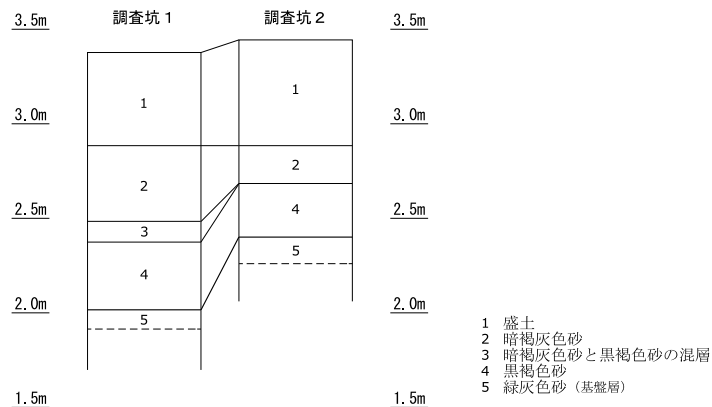 調査坑1
調査坑2
3.5m
3.5m
1
1
3.0m
3.0m
2
2
2.5m
2.5m
3
4
4
5
2.0m
2.0m
5
1 盛土
2 暗褐灰色砂
3 暗褐灰色砂と黒褐色砂の混層
4 黒褐色砂
5 緑灰色砂（基盤層）
1.5m
1.5m